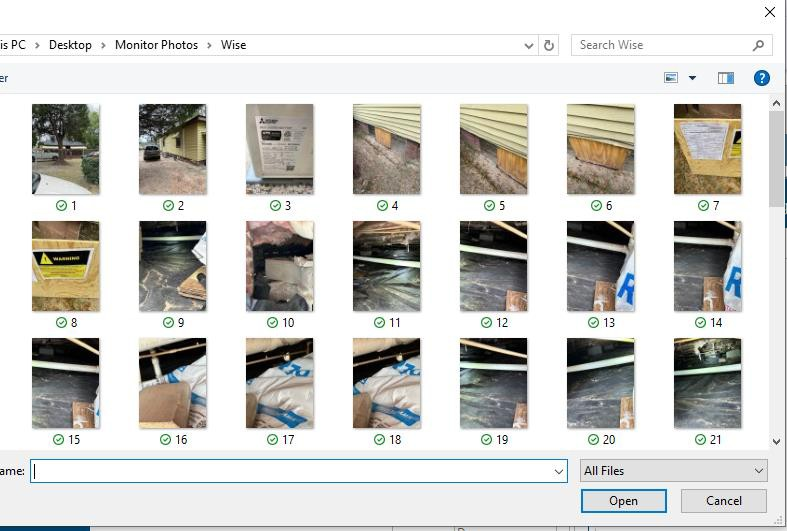 is PC > Desktop > Monitor Photos > Wise
Search Wise
er
1 2 3 4 5 6 7
WARNING
8 9 10 11 12 13 14
15 16 17 18 19 20 21
ame:
All Files
Open Cancel